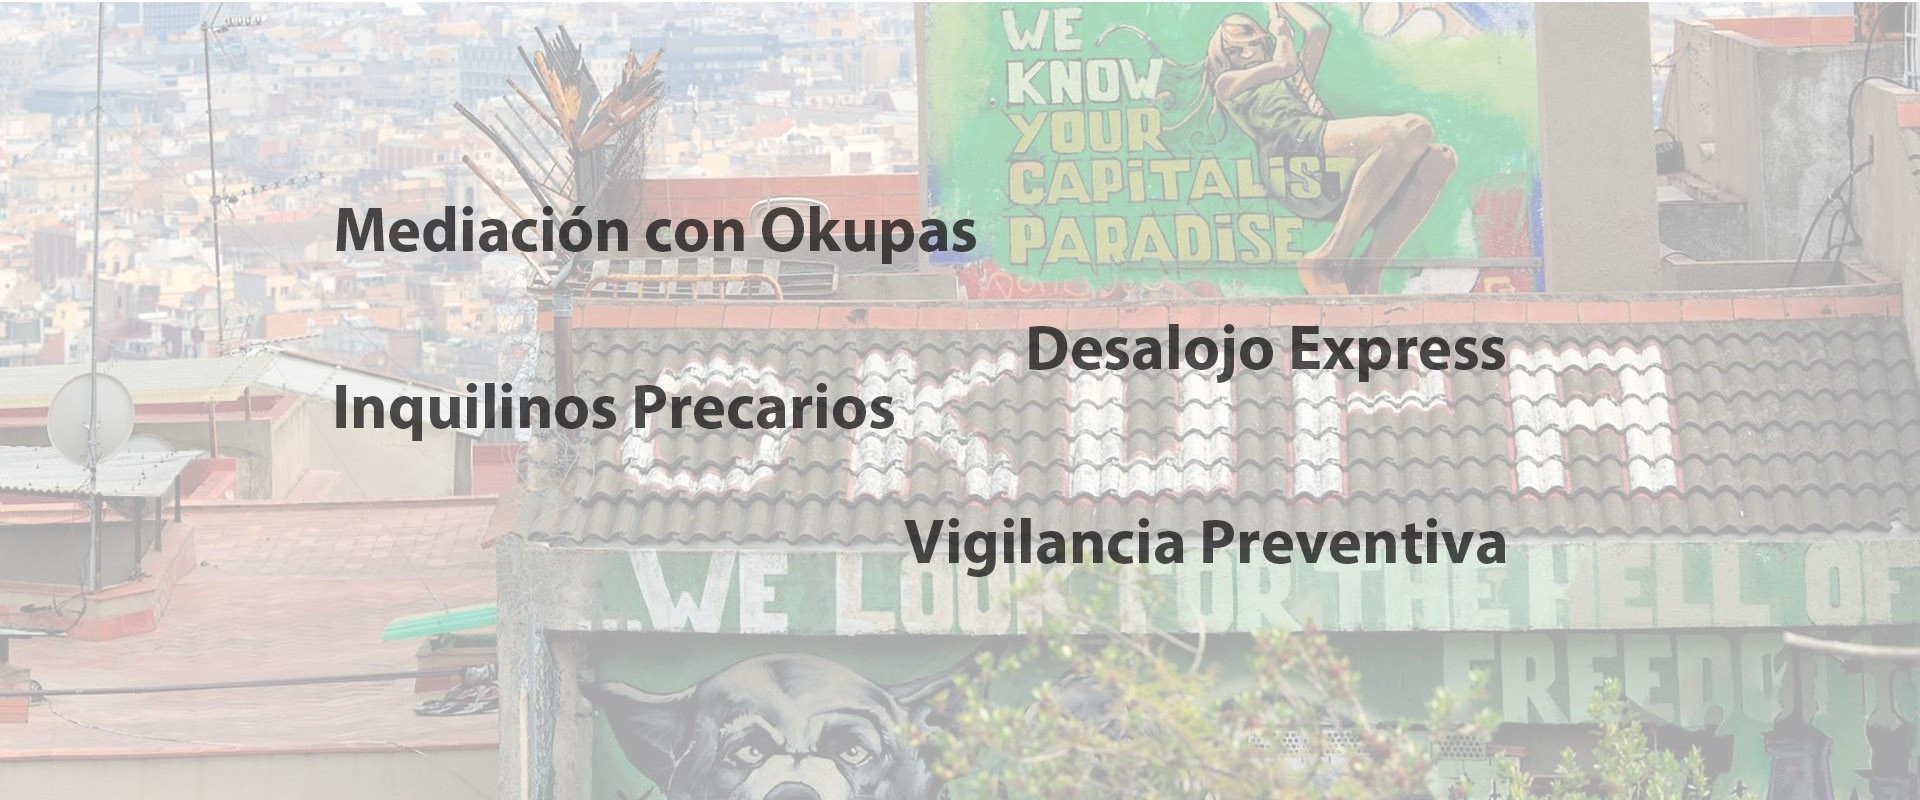 WE
KNOW
YOUR
CAPiTALiST
PARADiSE
Mediación con Okupas
Desalojo Express
Inquilinos Precarios
OKUPA
Vigilancia Preventiva
...WE LOOK FOR THE HELL OF